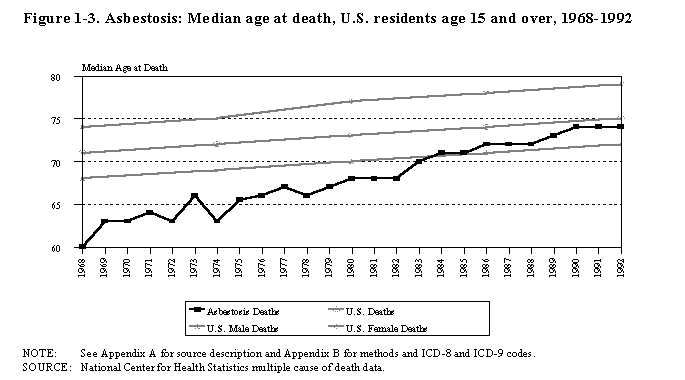 Figure 1-3. Asbestosis: Median age at death, U.S. residents age 15 and over, 1968-1992
Median Age at Death
80
75
70
65
60
1968 1969 1970 1971 1972 1973 1974 1975 1976 1977 1978 1979 1980 1981 1982 1983 1984 1985 1986 1987 1988 1989 1990 1991 1992
Asbestosis Deaths U.S. Deaths
U.S. Male Deaths U.S. Female Deaths
NOTE: See Appendix A for source description and Appendix B for methods and ICD-8 and ICD-9 codes.
SOURCE: National Center for Health Statistics multiple cause of death data.